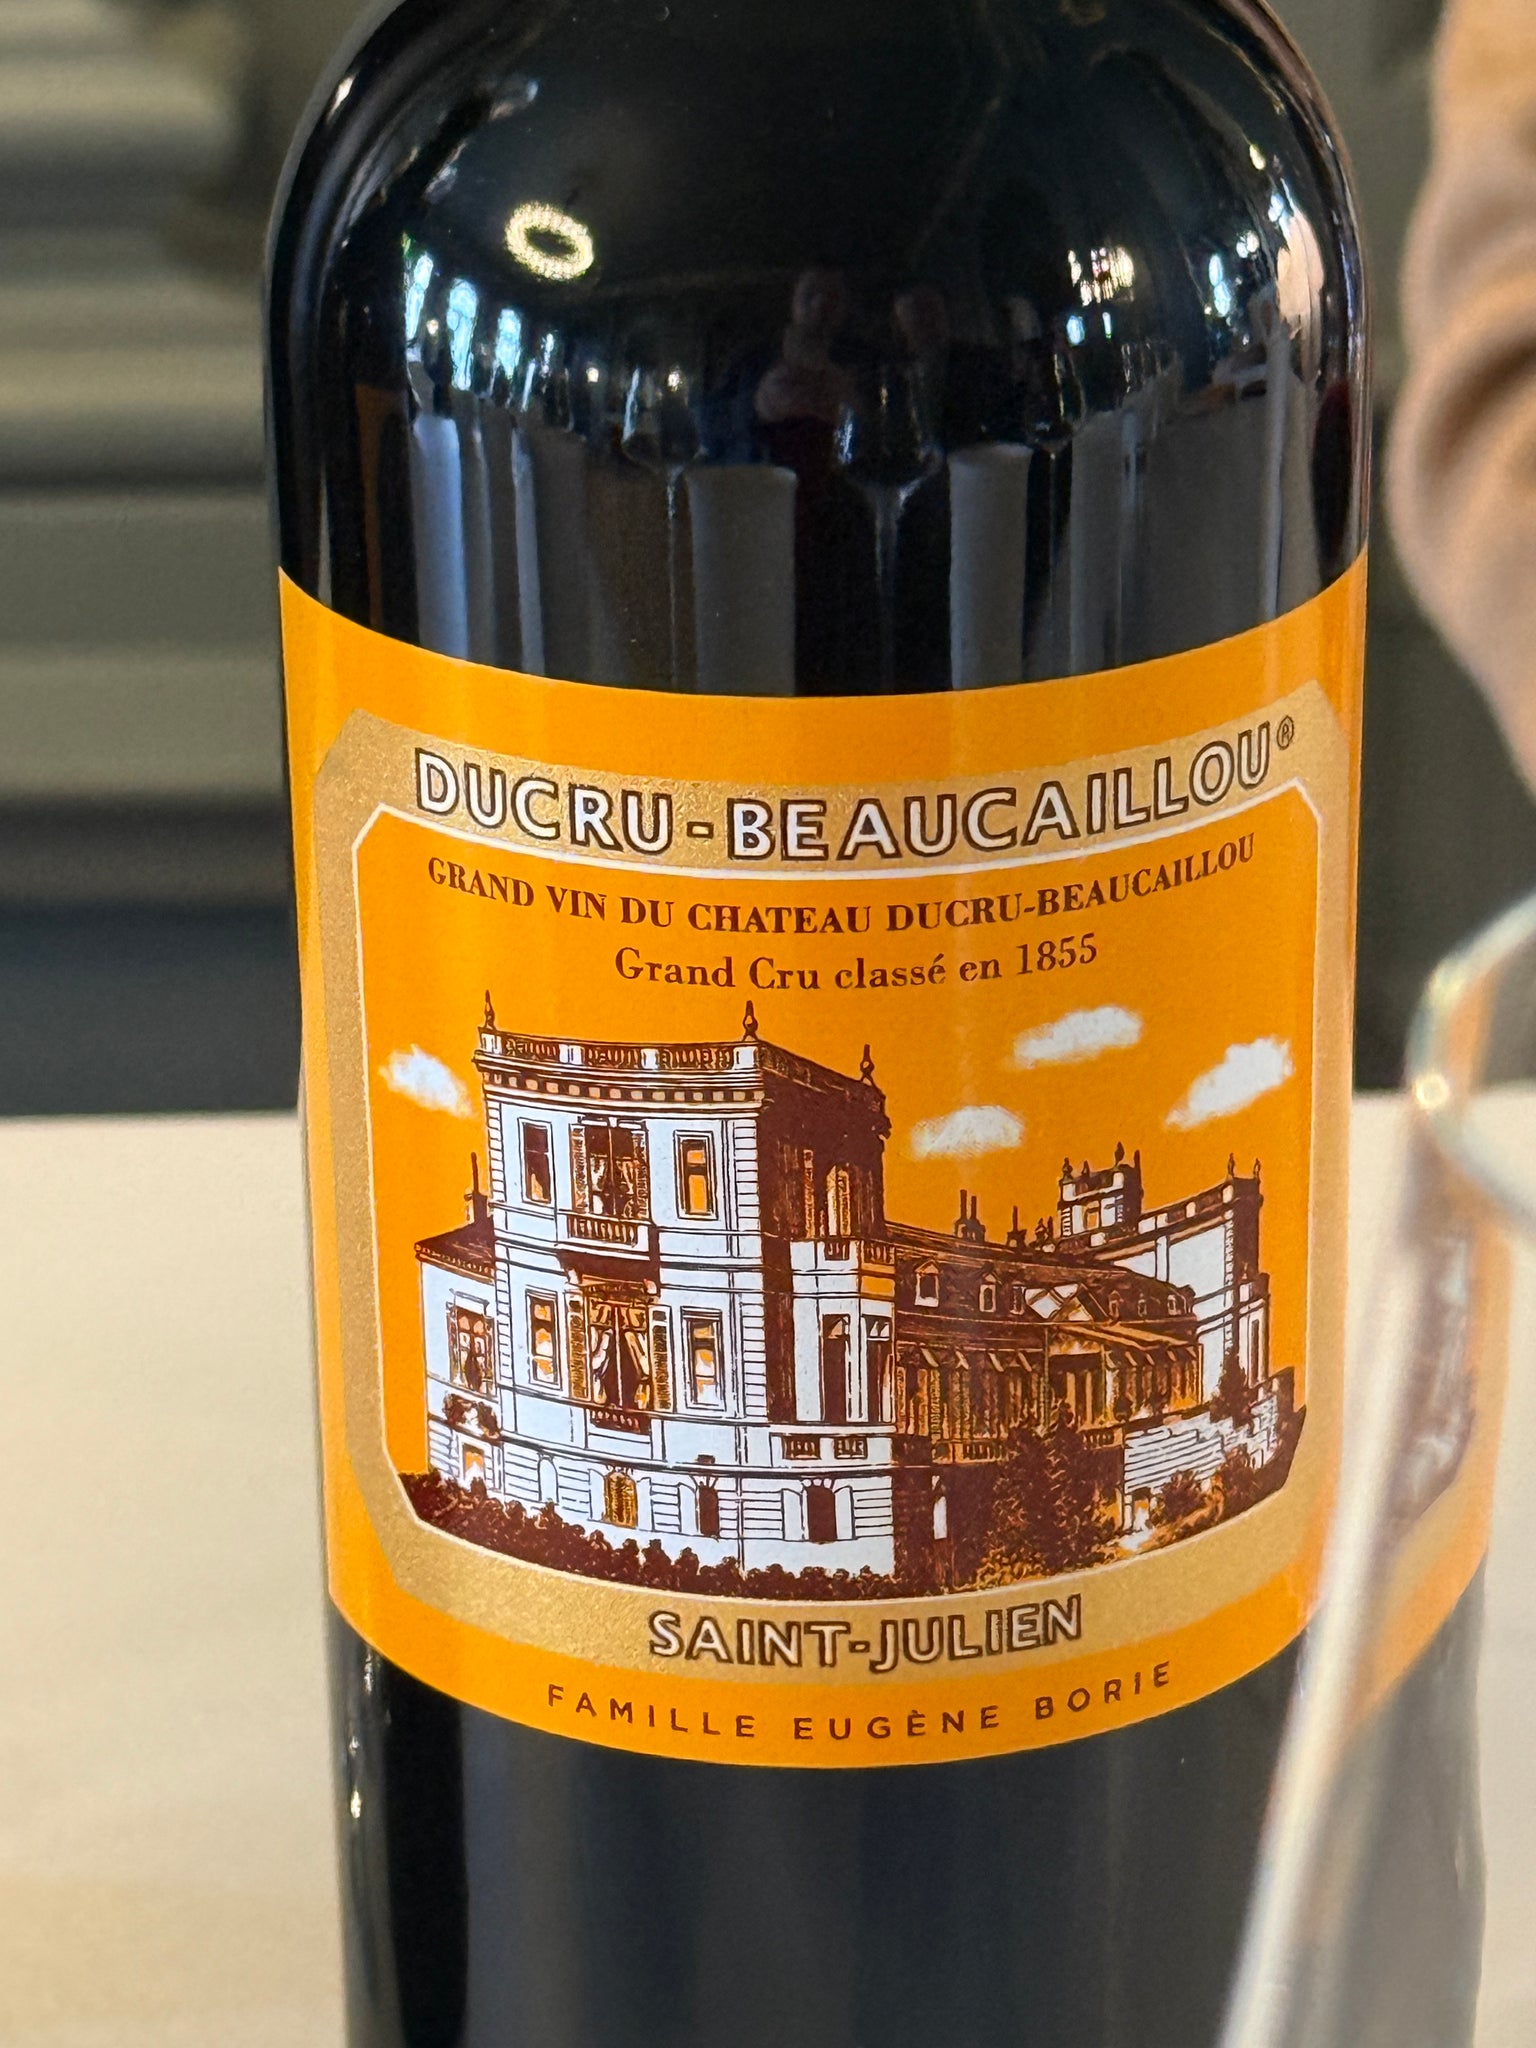 DUCRU-BEAUCAILLOU®
GRAND VIN DU CHATEAU DUCRU-BEAUCAILLOU
Grand Cru classé en 1855
SAINT-JULIEN
FAMILLE EUGÈNE BORIE